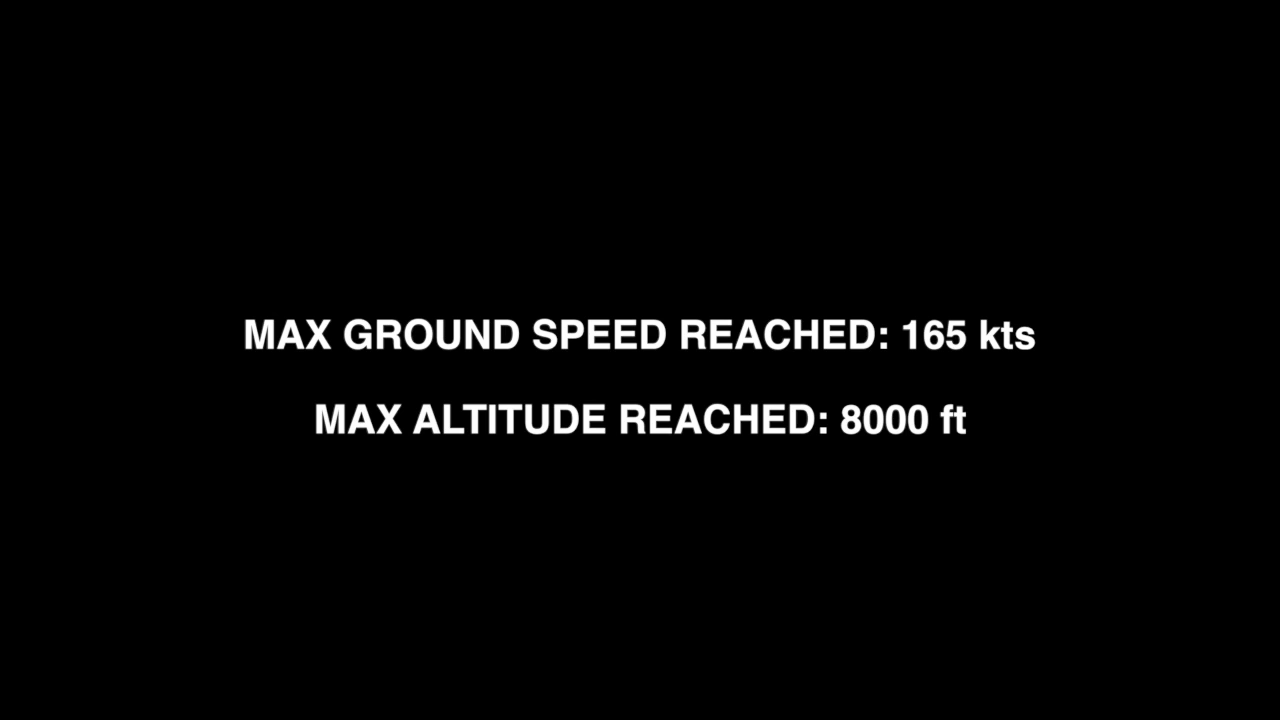 MAX GROUND SPEED REACHED: 165 kts
MAX ALTITUDE REACHED: 8000 ft